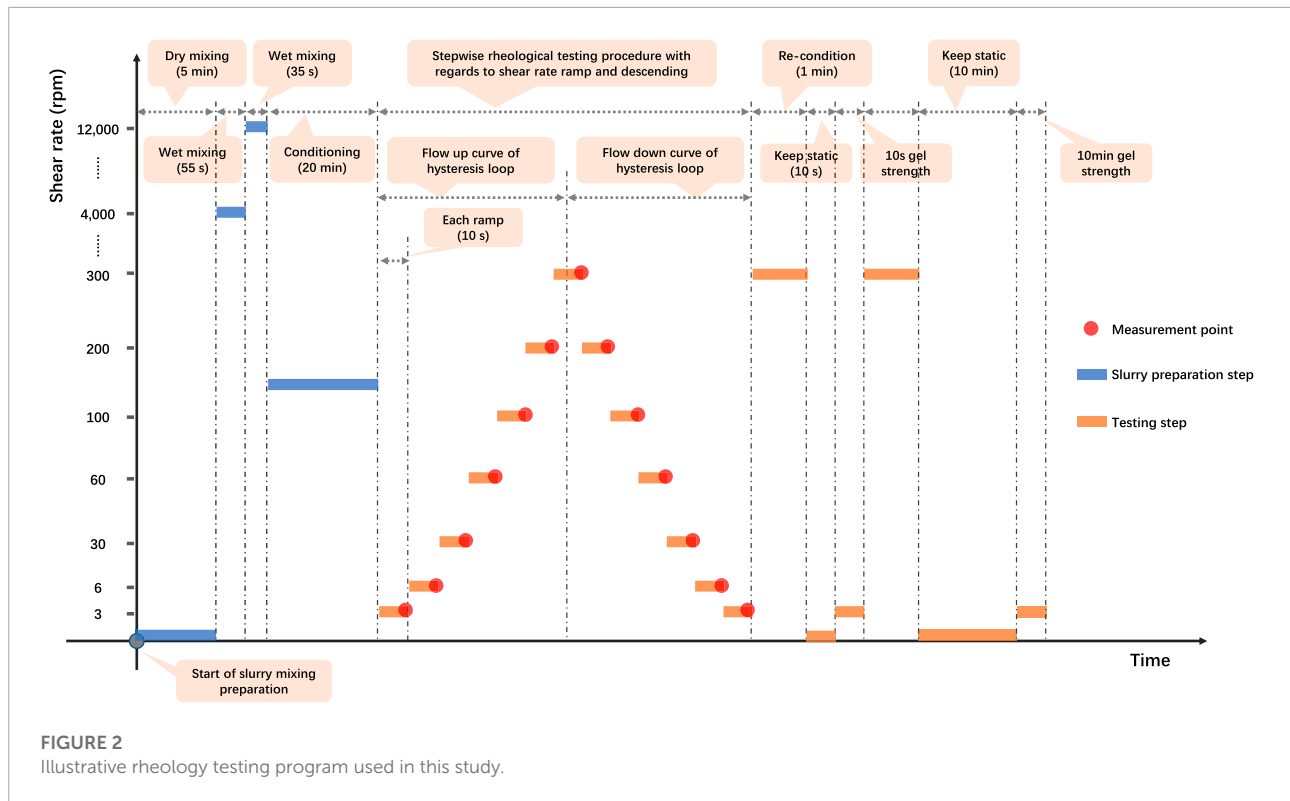 Shear rate (rpm)
Dry mixing
(5 min)
Wet mixing
(35 s)
Stepwise rheological testing procedure with
regards to shear rate ramp and descending
Re-condition
(1 min)
Keep static
(10 min)
12,000
Wet mixing
(55 s)
Conditioning
(20 min)
Flow up curve of
hysteresis loop
Flow down curve of
hysteresis loop
Keep static
(10 s)
10s gel
strength
10min gel
strength
4,000
Each ramp
(10 s)
300
200
100
60
30
6
3
Measurement point
Slurry preparation step
Testing step
Time
Start of slurry mixing
preparation
FIGURE 2
Illustrative rheology testing program used in this study.